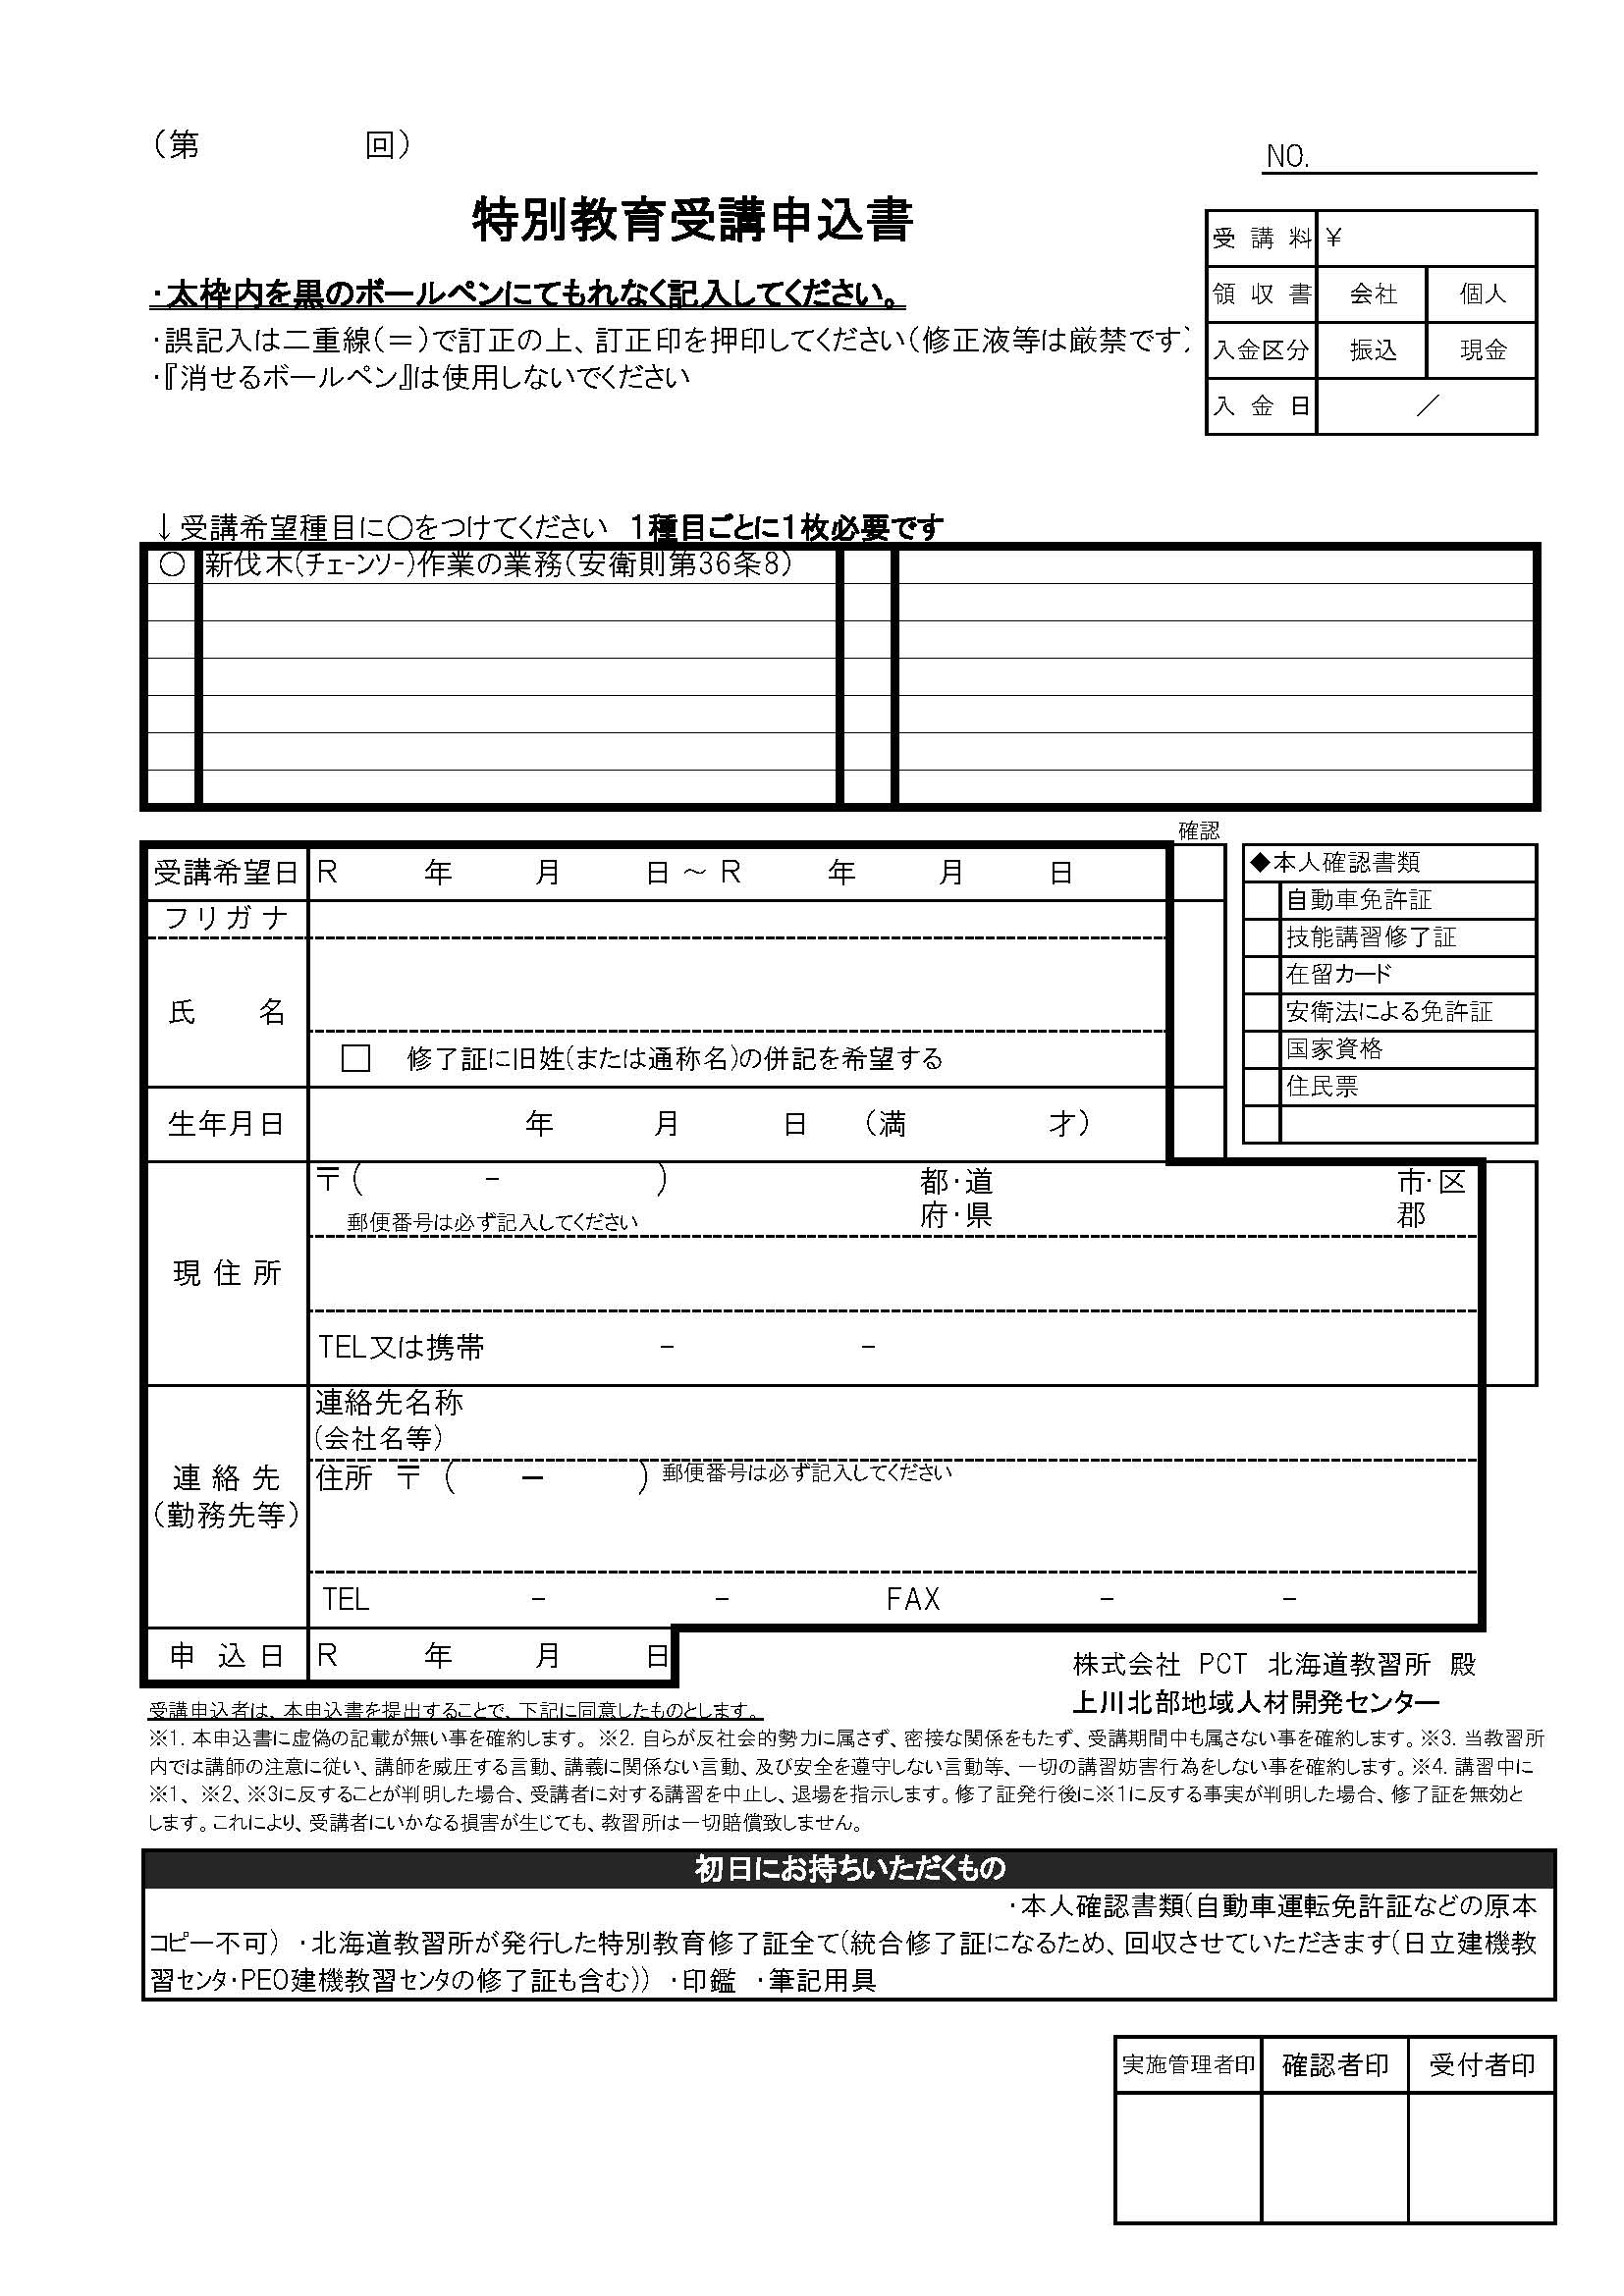 （第　　　　回）
NO.
特別教育受講申込書
受 講 料 ￥
・太枠内を黒のボールペンにてもれなく記入してください。
領 収 書 会社 個人
・誤記入は二重線（＝）で訂正の上、訂正印を押印してください（修正液等は厳禁です）
入金区分 振込 現金
・『消せるボールペン』は使用しないでください
入 金 日 ／
↓受講希望種目に○をつけてください 1種目ごとに1枚必要です
○ 新伐木(チェーンソー)作業の業務（安衛則第36条8）
確認
受講希望日 R 年 月 日 ～ R 年 月 日
フリガナ
氏 名
□ 修了証に旧姓(または通称名)の併記を希望する
生年月日 年 月 日 （満 才）
◆本人確認書類
自動車免許証
技能講習修了証
在留カード
安衛法による免許証
国家資格
住民票
現 住 所
〒（ － ） 都・道 市・区
郵便番号は必ず記入してください 府・県 郡
TEL又は携帯 － －
連絡先名称
(会社名等)
連 絡 先
（勤務先等）
住所 〒 （ － ） 郵便番号は必ず記入してください
TEL － － FAX － －
申 込 日 R 年 月 日
株式会社 PCT 北海道教習所 殿
上川北部地域人材開発センター
受講申込者は、本申込書を提出することで、下記に同意したものとします。
※1. 本申込書に虚偽の記載が無い事を確約します。 ※2. 自らが反社会的勢力に属さず、密接な関係をもたず、受講期間中も属さない事を確約します。※3. 当教習所
内では講師の注意に従い、講師を威圧する言動、講義に関係ない言動、及び安全を遵守しない言動等、一切の講習妨害行為をしない事を確約します。※4. 講習中に
※1、※2、※3に反することが判明した場合、受講者に対する講習を中止し、退場を指示します。修了証発行後に※1に反する事実が判明した場合、修了証を無効と
します。これにより、受講者にいかなる損害が生じても、教習所は一切賠償致しません。
初日にお持ちいただくもの
・本人確認書類（自動車運転免許証などの原本
コピー不可） ・北海道教習所が発行した特別教育修了証全て（統合修了証になるため、回収させていただきます（日立建機教
習センタ・PEO建機教習センタの修了証も含む）） ・印鑑 ・筆記用具
実施管理者印 確認者印 受付者印